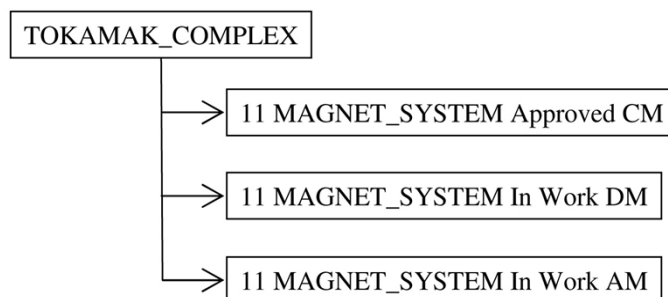 TOKAMAK_COMPLEX
11 MAGNET_SYSTEM Approved CM
11 MAGNET_SYSTEM In Work DM
11 MAGNET_SYSTEM In Work AM